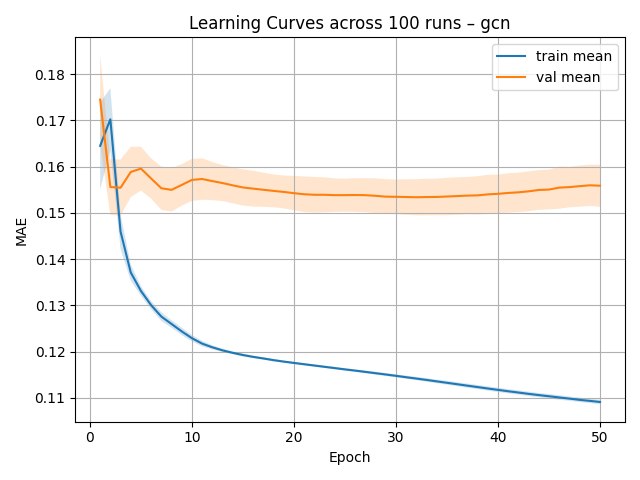 Learning Curves across 100 runs – gcn
train mean
val mean
MAE
0.18
0.17
0.16
0.15
0.14
0.13
0.12
0.11
0 10 20 30 40 50
Epoch